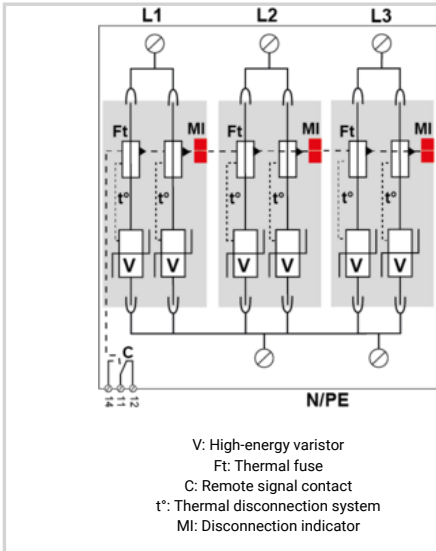 L1 L2 L3
Ft MI Ft MI Ft MI
t° t° t° t° t° t°
V V V V V V
C
14 11 12
N/PE
V: High-energy varistor
Ft: Thermal fuse
C: Remote signal contact
t°: Thermal disconnection system
MI: Disconnection indicator